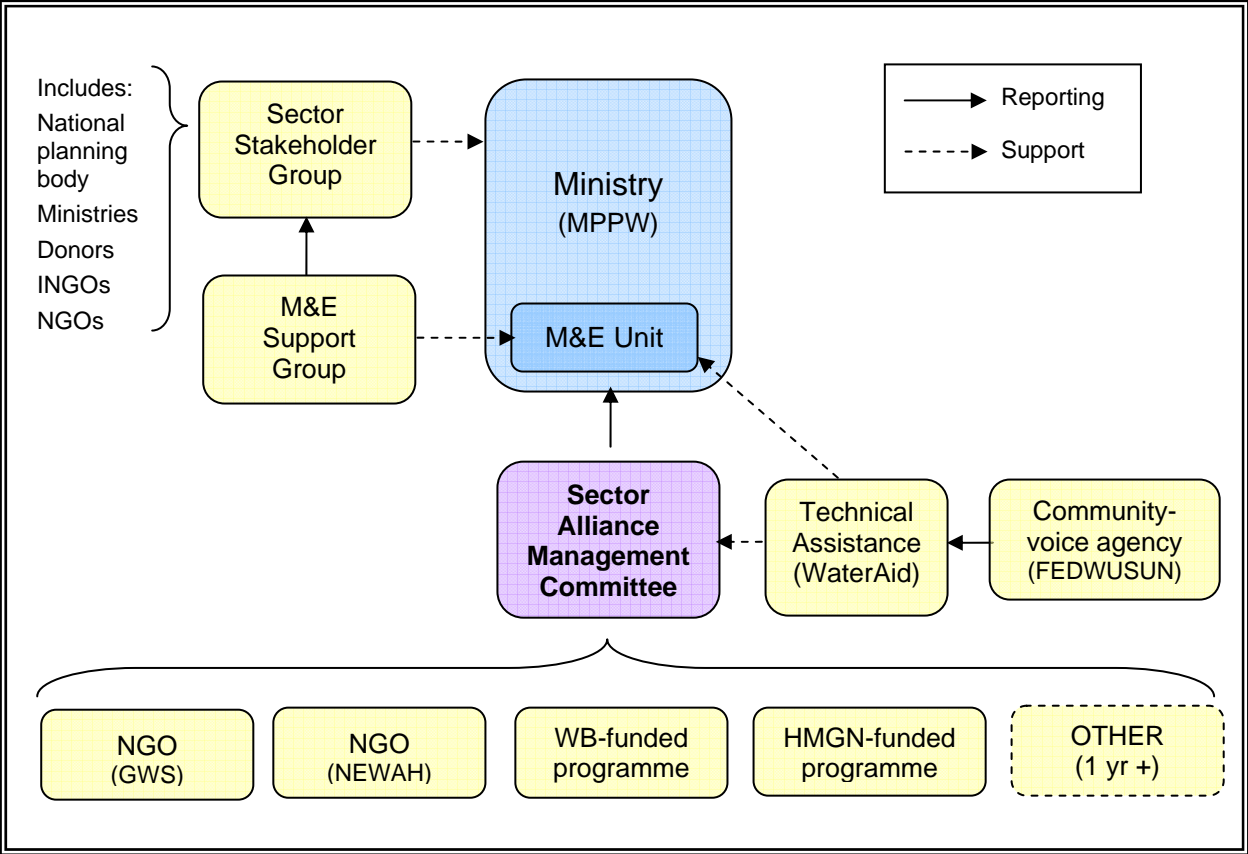 Includes:
National
planning
body
Ministries
Donors
INGOs
NGOs
Sector
Stakeholder
Group
M&E
Support
Group
Ministry
(MPPW)
M&E Unit
Reporting
Support
Sector
Alliance
Management
Committee
Technical
Assistance
(WaterAid)
Community-
voice agency
(FEDWUSUN)
NGO
(GWS)
NGO
(NEWAH)
WB-funded
programme
HMGN-funded
programme
OTHER
(1 yr +)